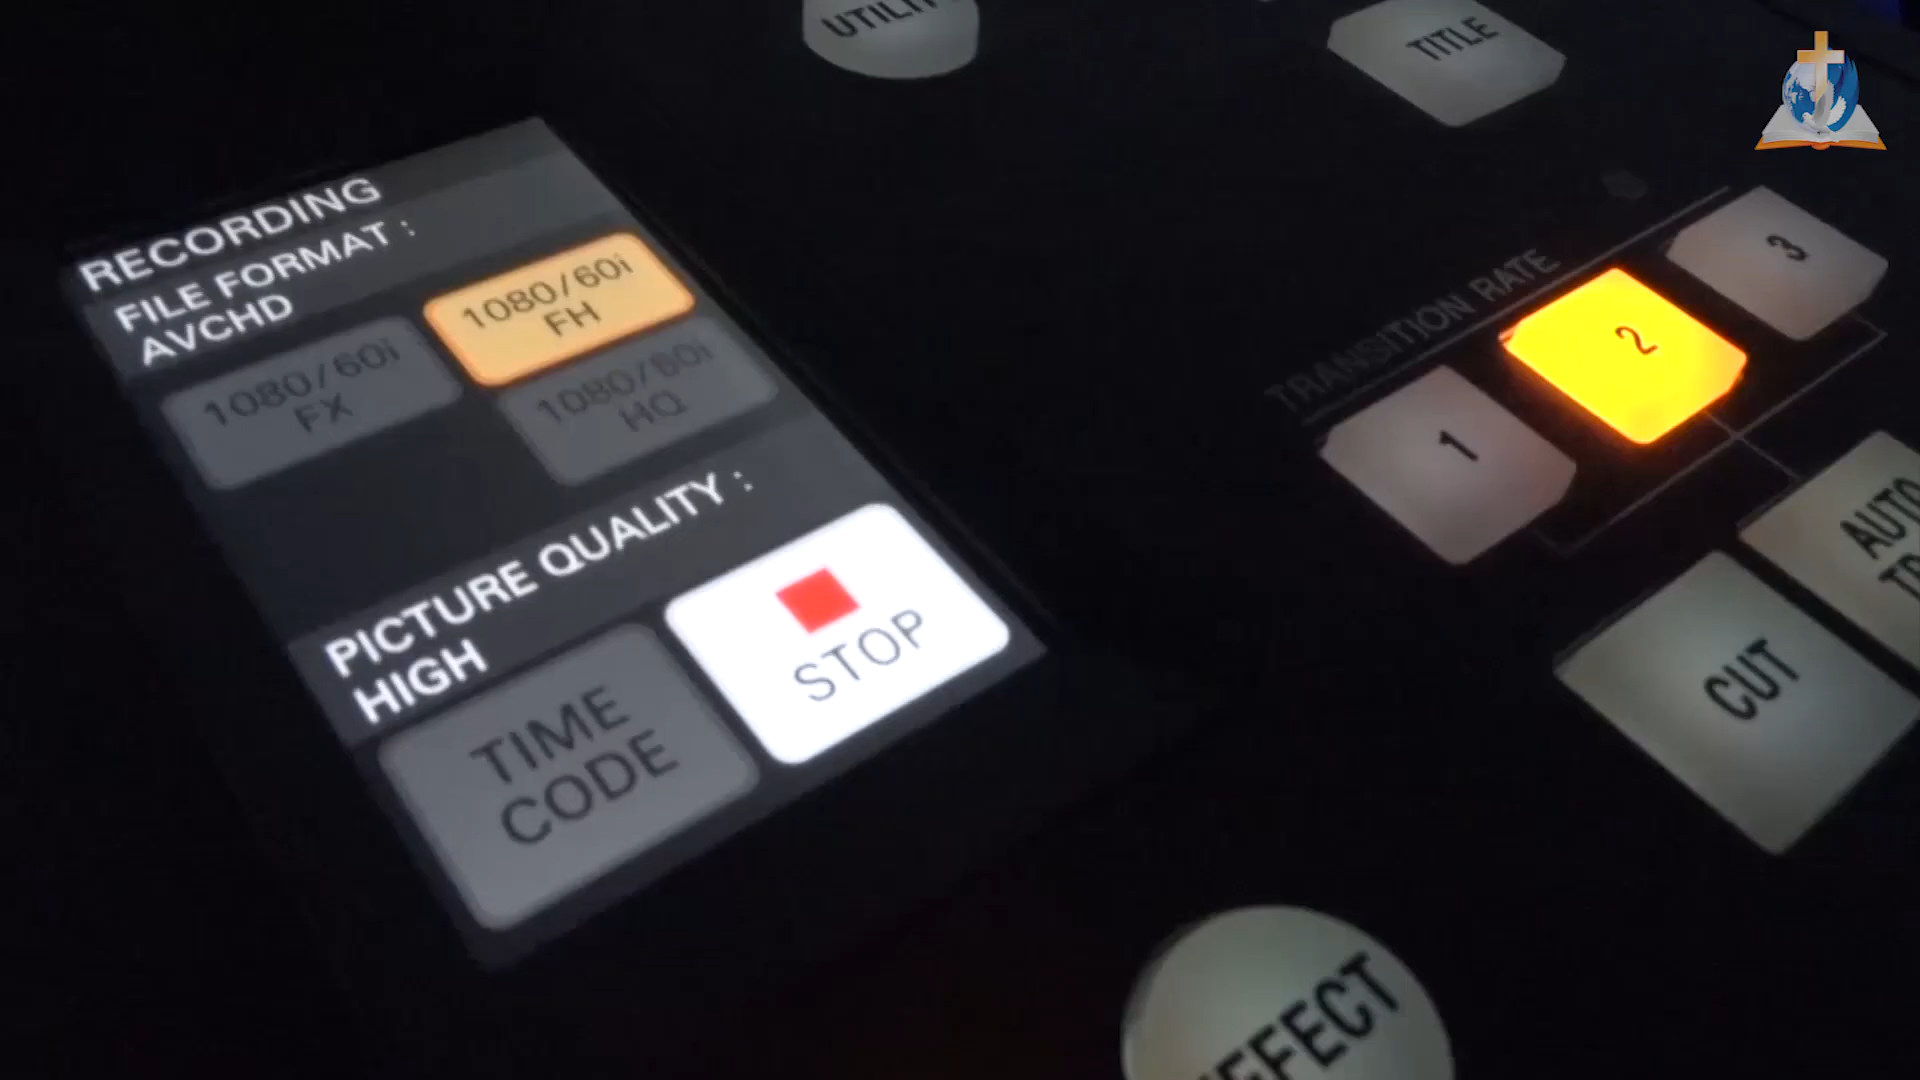 UTILITY
TITLE
RECORDING
FILE FORMAT :
AVCHD
1080/60i
FH
1080/60i
FX
1080/60i
HQ
PICTURE QUALITY :
HIGH
TIME
CODE
STOP
TRANSITION RATE
1
2
3
AUTO
CUT
EFFECT